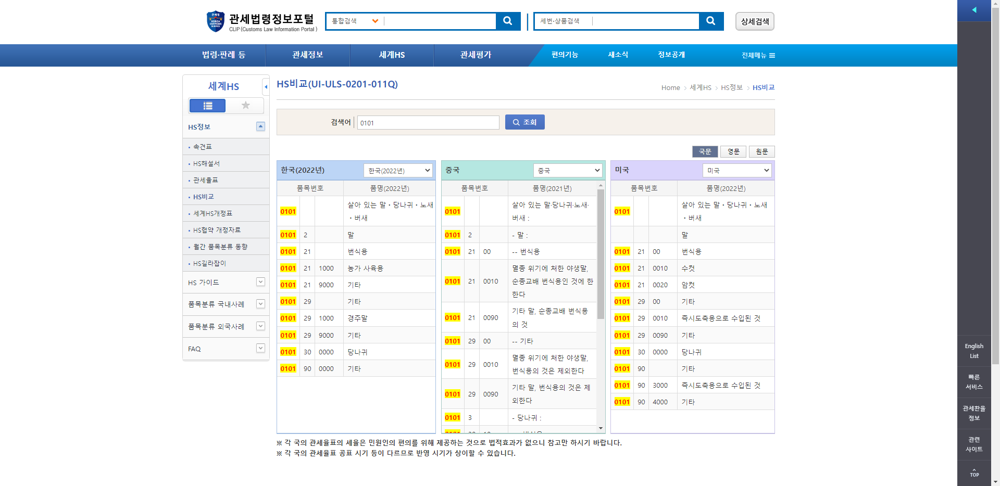 관세청
KOREA CUSTOMS SERVICE
관세법령정보포털
CLIP (Customs Law Information Portal )
통합검색
세번·상품검색
상세검색
법령·판례 등 관세정보 세계HS 관세평가 편의기능 새소식 정보공개 전체메뉴
세계HS
HS정보
속견표
HS해설서
관세율표
HS비교
세계HS개정표
HS협약 개정자료
월간 품목분류 동향
HS길라잡이
HS 가이드
품목분류 국내사례
품목분류 외국사례
FAQ
HS비교(UI-ULS-0201-011Q)
Home > 세계HS > HS정보 > HS비교
검색어 0101 조회
국문 영문 원문
한국(2022년) 한국(2022년)
품목번호 품명(2022년)
0101 살아 있는 말・당나귀・노새
・버새
0101 2 말
0101 21 번식용
0101 21 1000 농가 사육용
0101 21 9000 기타
0101 29 기타
0101 29 1000 경주말
0101 29 9000 기타
0101 30 0000 당나귀
0101 90 0000 기타
중국 중국
품목번호 품명(2021년)
0101 살아 있는 말·당나귀·노새·
버새 :
0101 2 - 말 :
0101 21 00 -- 번식용
0101 21 0010 멸종 위기에 처한 야생말,
순종교배 번식용인 것에 한
한다
0101 21 0090 기타 말, 순종교배 번식용
의 것
0101 29 00 -- 기타
0101 29 0010 멸종 위기에 처한 야생말,
번식용의 것은 제외한다
0101 29 0090 기타 말, 번식용의 것은 제
외한다
0101 3 - 당나귀 :
미국 미국
품목번호 품명(2022년)
0101 살아 있는 말・당나귀・노새
・버새
말
0101 21 00 번식용
0101 21 0010 수컷
0101 21 0020 암컷
0101 29 00 기타
0101 29 0010 즉시도축용으로 수입된 것
0101 29 0090 기타
0101 30 0000 당나귀
0101 90 기타
0101 90 3000 즉시도축용으로 수입된 것
0101 90 4000 기타
※ 각 국의 관세율표의 세율은 민원인의 편의를 위해 제공하는 것으로 법적효과가 없으니 참고만 하시기 바랍니다.
※ 각 국의 관세율표 공표 시기 등이 다르므로 반영 시기가 상이할 수 있습니다.
English
List
빠른
서비스
관세환율
정보
관련
사이트
TOP